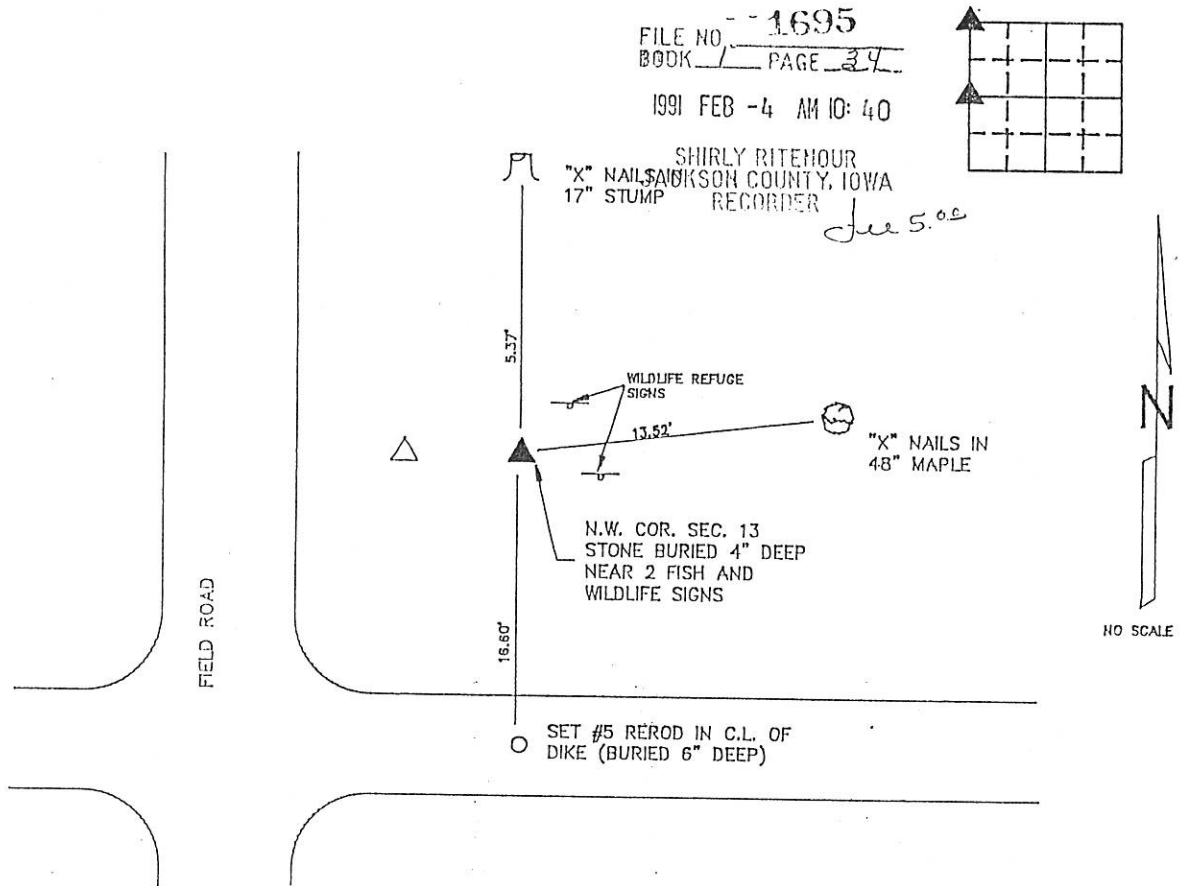 FILE NO. 1695
BOOK 1 PAGE 34
1991 FEB -4 AM 10: 40
SHIRLY RITENOUR
JACKSON COUNTY, IOWA
RECORDER
Fee 5.00
"X" NAILS IN
17" STUMP
5.37'
WILDLIFE REFUGE
SIGNS
13.52'
"X" NAILS IN
48" MAPLE
N
N.W. COR. SEC. 13
STONE BURIED 4" DEEP
NEAR 2 FISH AND
WILDLIFE SIGNS
NO SCALE
FIELD ROAD
16.60'
SET #5 REROD IN C.L. OF
DIKE (BURIED 6" DEEP)